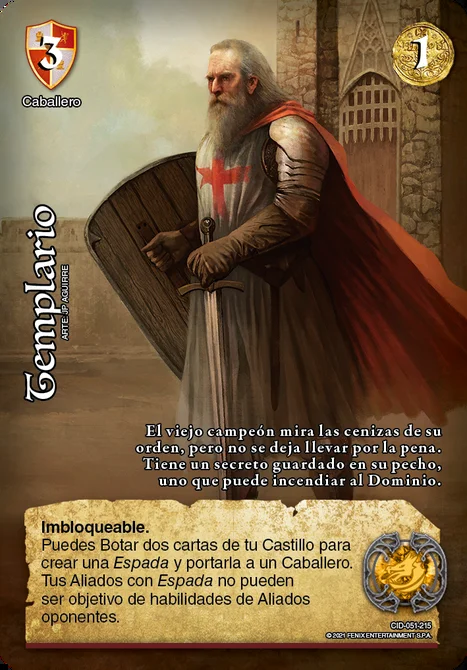 3
1
Caballero
Templario
ARTE: JP AGUIRRE
El viejo campeón mira las cenizas de su
orden, pero no se deja llevar por la pena.
Tiene un secreto guardado en su pecho,
uno que puede incendiar al Dominio.
Imbloqueable.
Puedes Botar dos cartas de tu Castillo para
crear una Espada y portarla a un Caballero.
Tus Aliados con Espada no pueden
ser objetivo de habilidades de Aliados
oponentes.
CID-051-215
© 2021 FENIX ENTERTAINMENT S.P.A.